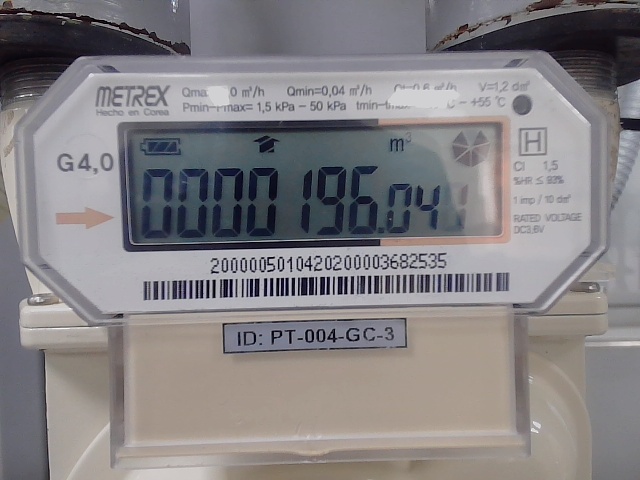 METREX
Hecho en Corea
Qmin=0,04 m³/h
V=1,2 dm³
Pmin-Pmax= 1,5 kPa - 50 kPa
-+55 °C
G4,0
m³
H
0000196.04
CI 1,5
%HR ≤ 93%
1 imp / 10 dm³
RATED VOLTAGE
DC3,6V
20000050104202000003682535
ID: PT-004-GC-3